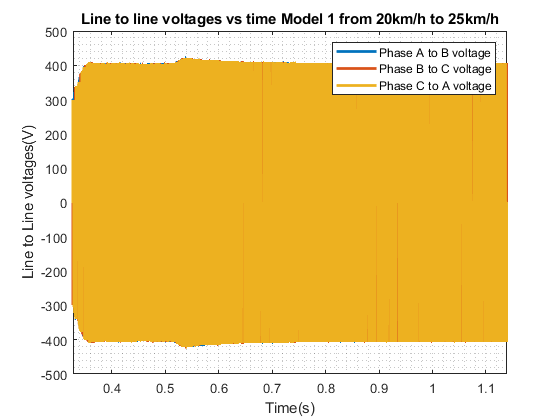 Line to line voltages vs time Model 1 from 20km/h to 25km/h
Line to Line voltages(V)
500
400
300
200
100
0
-100
-200
-300
-400
-500
Phase A to B voltage
Phase B to C voltage
Phase C to A voltage
0.4 0.5 0.6 0.7 0.8 0.9 1 1.1
Time(s)